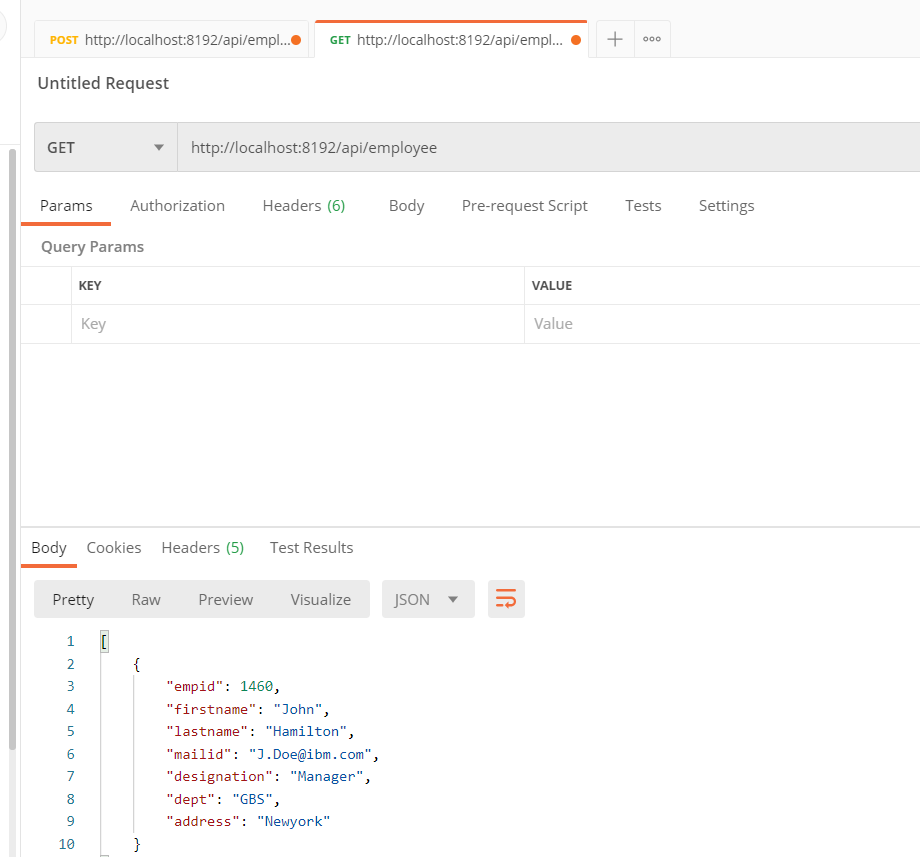 POST http://localhost:8192/api/empl...
GET http://localhost:8192/api/empl...
Untitled Request
GET http://localhost:8192/api/employee
Params Authorization Headers (6) Body Pre-request Script Tests Settings
Query Params
KEY VALUE
Key Value
Body Cookies Headers (5) Test Results
Pretty Raw Preview Visualize JSON
1 [
2 {
3 "empid": 1460,
4 "firstname": "John",
5 "lastname": "Hamilton",
6 "mailid": "J.Doe@ibm.com",
7 "designation": "Manager",
8 "dept": "GBS",
9 "address": "Newyork"
10 }